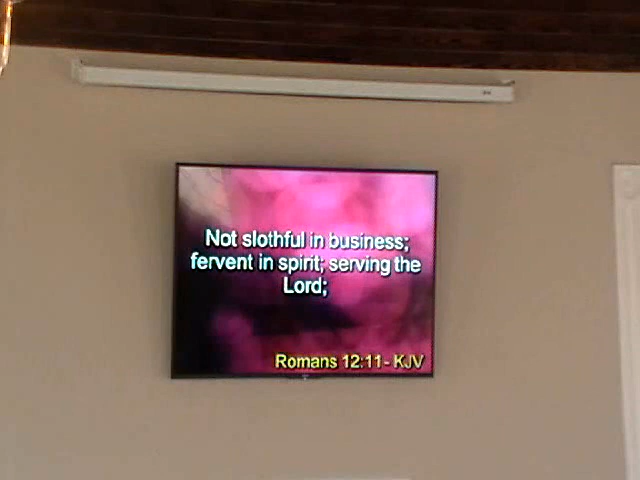 Not slothful in business;
fervent in spirit; serving the
Lord;
Romans 12:11- KJV